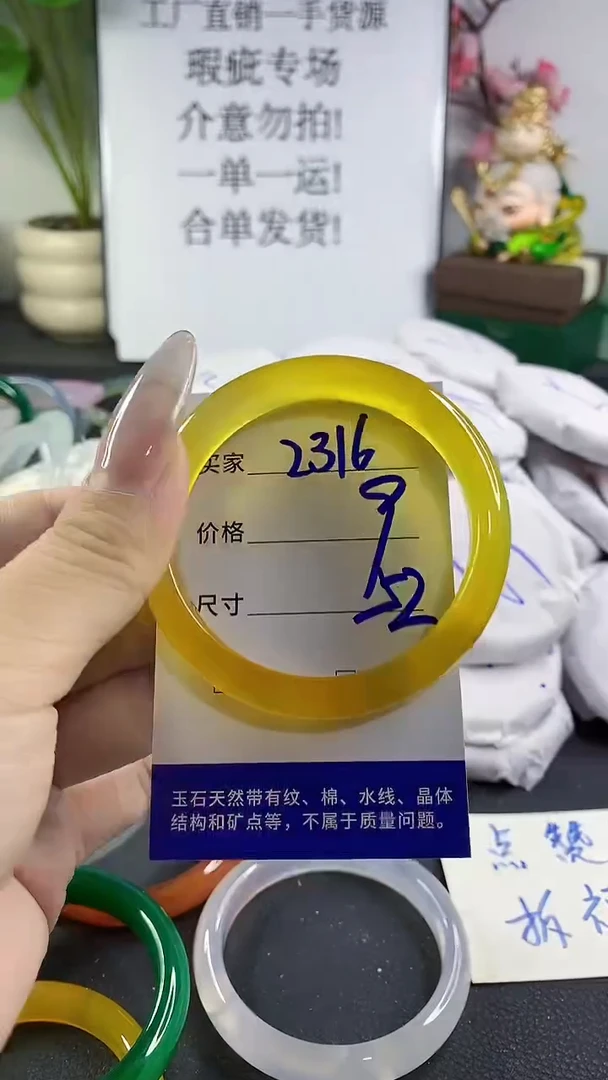 工厂直销一手货源
瑕疵专场
介意勿拍!
一单一运!
合单发货!
买家 2316
价格 9
尺寸 52
玉石天然带有纹、棉、水线、晶体
结构和矿点等，不属于质量问题。
点赞
拆